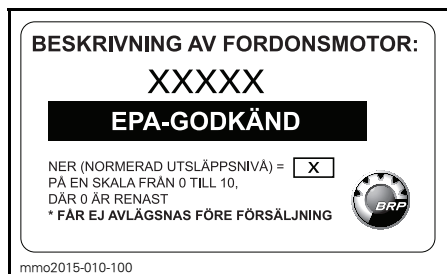 BESKRIVNING AV FORDONSMOTOR:
XXXXX
EPA-GODKÄND
NER (NORMERAD UTSLÄPPSNIVÅ) = X
PÅ EN SKALA FRÅN 0 TILL 10,
DÄR 0 ÄR RENAST
* FÅR EJ AVLÄGSNAS FÖRE FÖRSÄLJNING
BRP
mmo2015-010-100